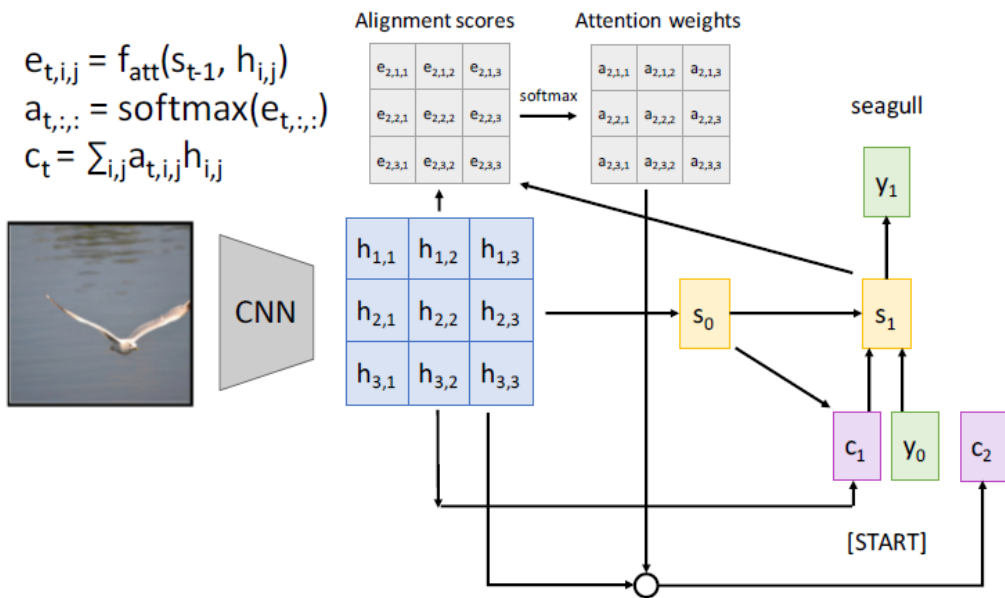 Alignment scores
Attention weights
e_{t,i,j} = f_{att}(s_{t-1}, h_{i,j})
a_{t,:,:} = softmax(e_{t,:,:})
c_t = ∑_{i,j}a_{t,i,j}h_{i,j}
e_{2,1,1} e_{2,1,2} e_{2,1,3}
e_{2,2,1} e_{2,2,2} e_{2,2,3}
e_{2,3,1} e_{2,3,2} e_{2,3,3}
softmax
a_{2,1,1} a_{2,1,2} a_{2,1,3}
a_{2,2,1} a_{2,2,2} a_{2,2,3}
a_{2,3,1} a_{2,3,2} a_{2,3,3}
seagull
y_1
CNN
h_{1,1} h_{1,2} h_{1,3}
h_{2,1} h_{2,2} h_{2,3}
h_{3,1} h_{3,2} h_{3,3}
s_0
s_1
c_1
y_0
c_2
[START]